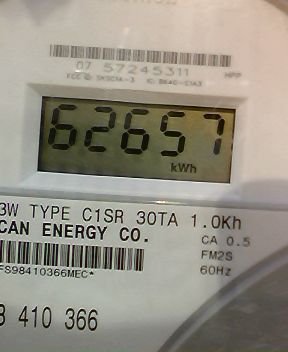 07 57245311
HPP
62657
kWh
3W TYPE C1SR 30TA 1.0Kh
CAN ENERGY CO.
CA 0.5
FM2S
60Hz
FS98410366MEC*
410 366